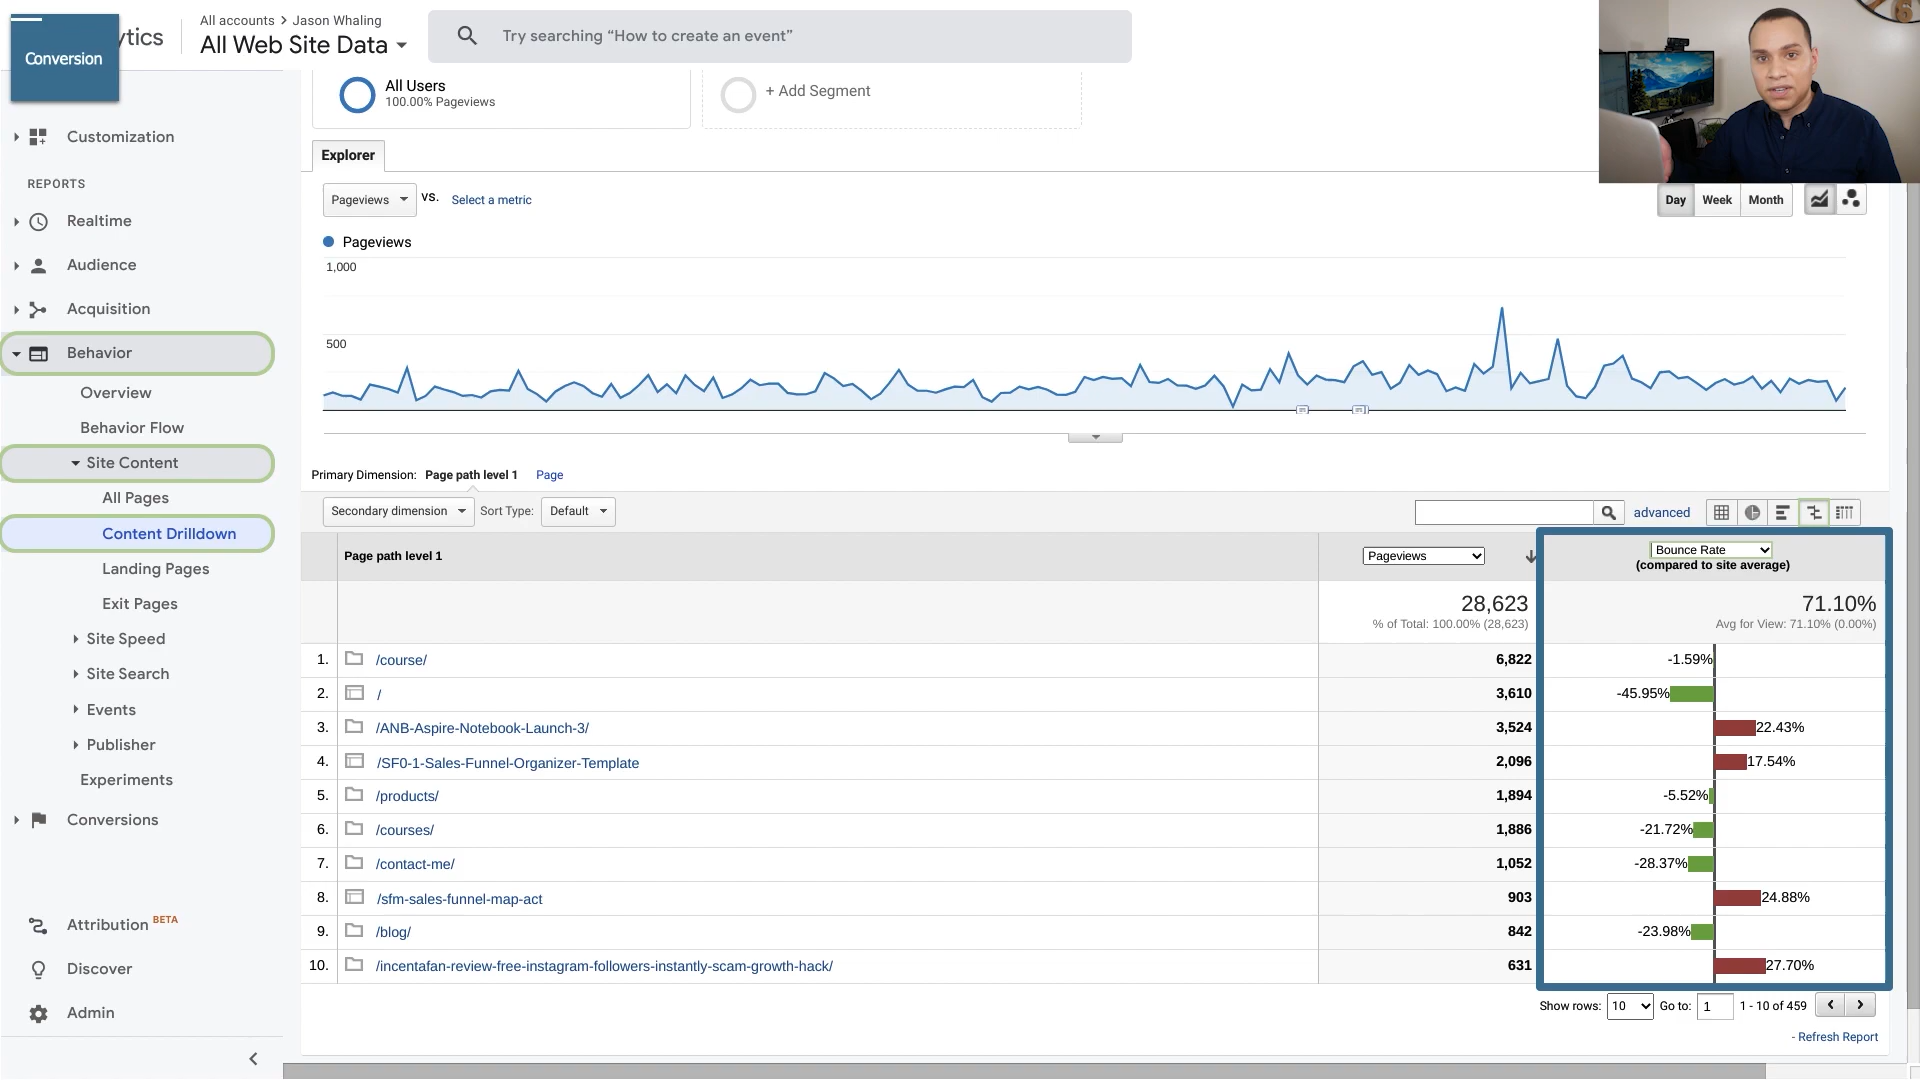 Conversion
ytics
All accounts > Jason Whaling
All Web Site Data
Try searching “How to create an event”
All Users
100.00% Pageviews
+ Add Segment
Customization
REPORTS
Realtime
Audience
Acquisition
Behavior
Overview
Behavior Flow
Site Content
All Pages
Content Drilldown
Landing Pages
Exit Pages
Site Speed
Site Search
Events
Publisher
Experiments
Conversions
Attribution BETA
Discover
Admin
Explorer
Pageviews VS. Select a metric
Day Week Month
Pageviews
1,000
500
Primary Dimension: Page path level 1 Page
Secondary dimension Sort Type: Default
advanced
Page path level 1 Pageviews Bounce Rate
(compared to site average)
28,623 71.10%
% of Total: 100.00% (28,623) Avg for View: 71.10% (0.00%)
1. /course/ 6,822 -1.59%
2. / 3,610 -45.95%
3. /ANB-Aspire-Notebook-Launch-3/ 3,524 22.43%
4. /SF0-1-Sales-Funnel-Organizer-Template 2,096 17.54%
5. /products/ 1,894 -5.52%
6. /courses/ 1,886 -21.72%
7. /contact-me/ 1,052 -28.37%
8. /sfm-sales-funnel-map-act 903 24.88%
9. /blog/ 842 -23.98%
10. /incentafan-review-free-instagram-followers-instantly-scam-growth-hack/ 631 27.70%
Show rows: 10 Go to: 1 1 - 10 of 459
- Refresh Report